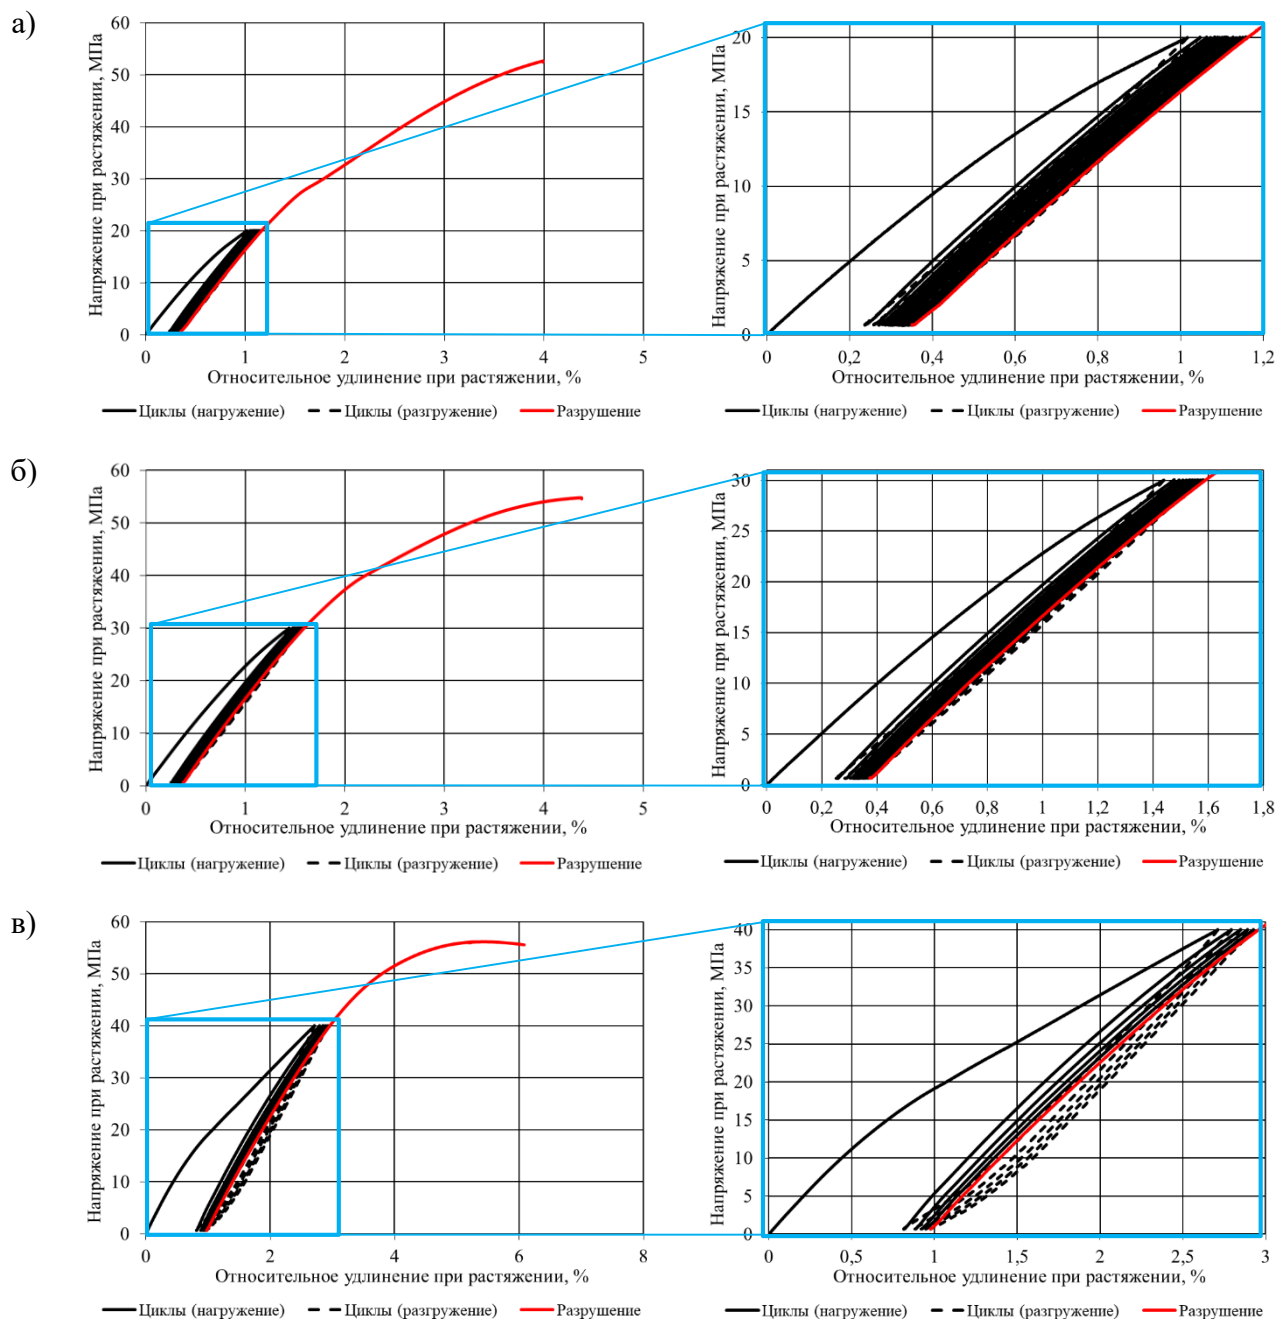 а)
Напряжение при растяжении, МПа
60
50
40
30
20
10
0
0 1 2 3 4 5
Относительное удлинение при растяжении, %
Циклы (нагружение) Циклы (разгружение) Разрушение
Напряжение при растяжении, МПа
20
15
10
5
0
0 0,2 0,4 0,6 0,8 1 1,2
Относительное удлинение при растяжении, %
Циклы (нагружение) Циклы (разгружение) Разрушение
б)
Напряжение при растяжении, МПа
60
50
40
30
20
10
0
0 1 2 3 4 5
Относительное удлинение при растяжении, %
Циклы (нагружение) Циклы (разгружение) Разрушение
Напряжение при растяжении, МПа
30
25
20
15
10
5
0
0 0,2 0,4 0,6 0,8 1 1,2 1,4 1,6 1,8
Относительное удлинение при растяжении, %
Циклы (нагружение) Циклы (разгружение) Разрушение
в)
Напряжение при растяжении, МПа
60
50
40
30
20
10
0
0 2 4 6 8
Относительное удлинение при растяжении, %
Циклы (нагружение) Циклы (разгружение) Разрушение
Напряжение при растяжении, МПа
40
35
30
25
20
15
10
5
0
0 0,5 1 1,5 2 2,5 3
Относительное удлинение при растяжении, %
Циклы (нагружение) Циклы (разгружение) Разрушение